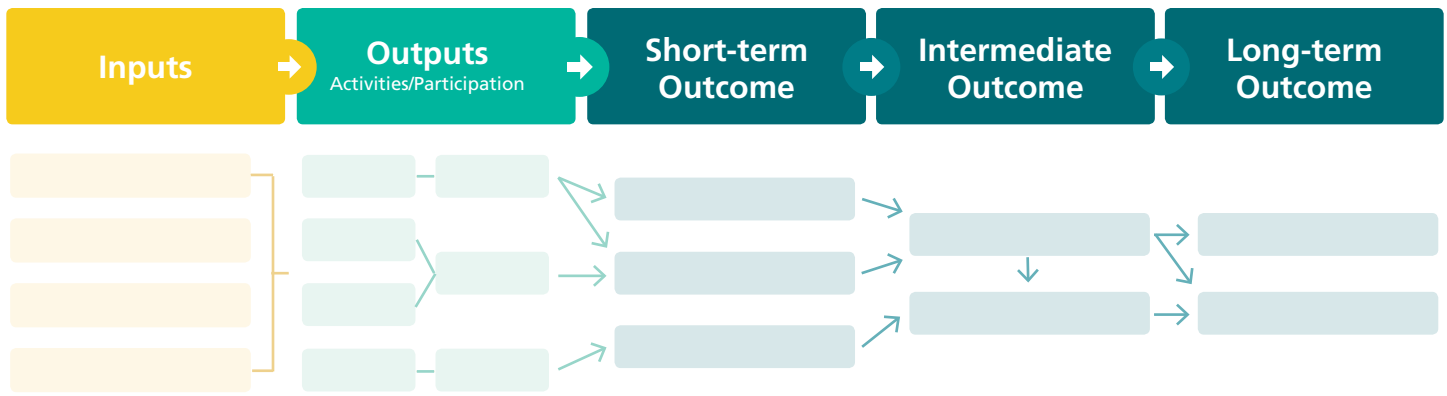 Inputs
Outputs
Activities/Participation
Short-term
Outcome
Intermediate
Outcome
Long-term
Outcome